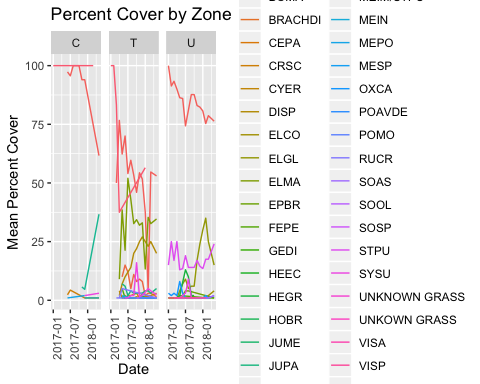 Percent Cover by Zone
C
T
U
100
75
50
25
0
Mean Percent Cover
2017-01
2017-07
2018-01
2017-01
2017-07
2018-01
2017-01
2017-07
2018-01
Date
BRACHDI
CEPA
CRSC
CYER
DISP
ELCO
ELGL
ELMA
EPBR
FEPE
GEDI
HEEC
HEGR
HOBR
JUME
JUPA
MEIN
MEPO
MESP
OXCA
POAVDE
POMO
RUCR
SOAS
SOOL
SOSP
STPU
SYSU
UNKNOWN GRASS
UNKOWN GRASS
VISA
VISP